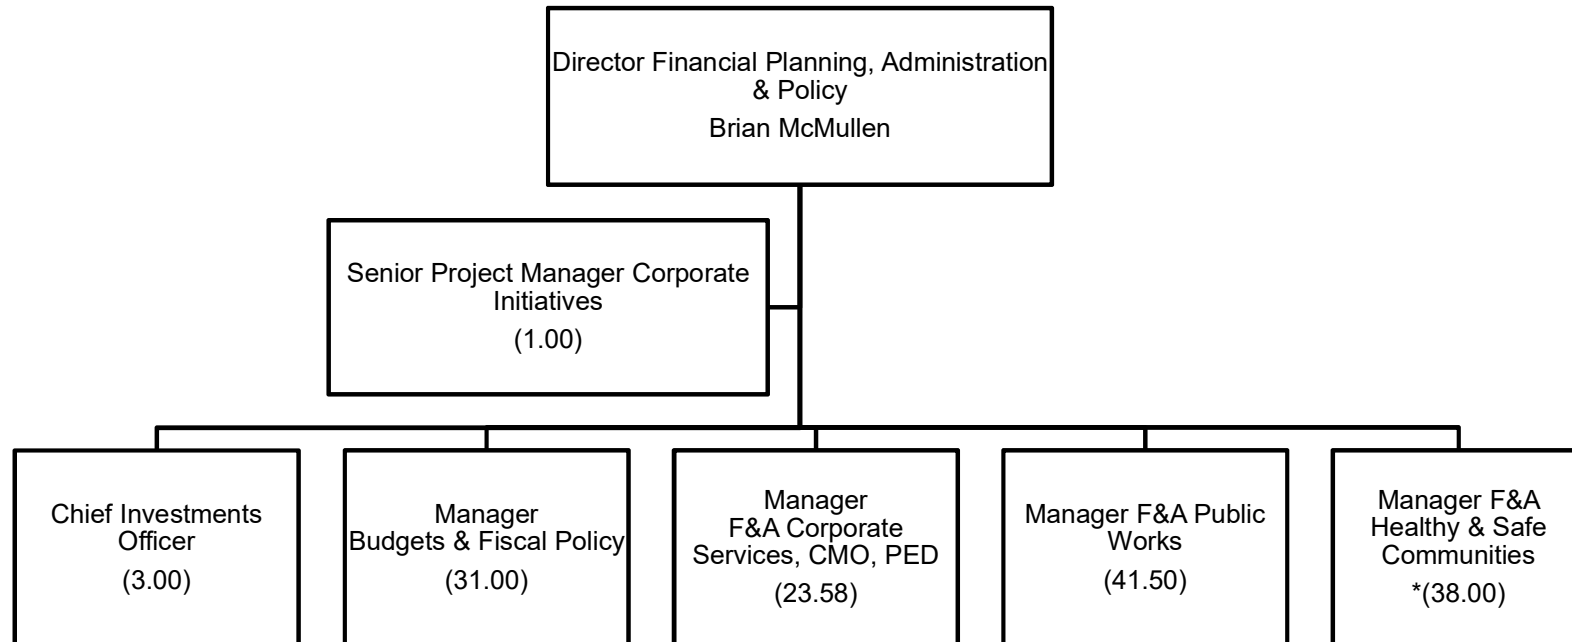 Director Financial Planning, Administration
& Policy
Brian McMullen
Senior Project Manager Corporate
Initiatives
(1.00)
Chief Investments
Officer
(3.00)
Manager
Budgets & Fiscal Policy
(31.00)
Manager
F&A Corporate
Services, CMO, PED
(23.58)
Manager F&A Public
Works
(41.50)
Manager F&A
Healthy & Safe
Communities
*(38.00)